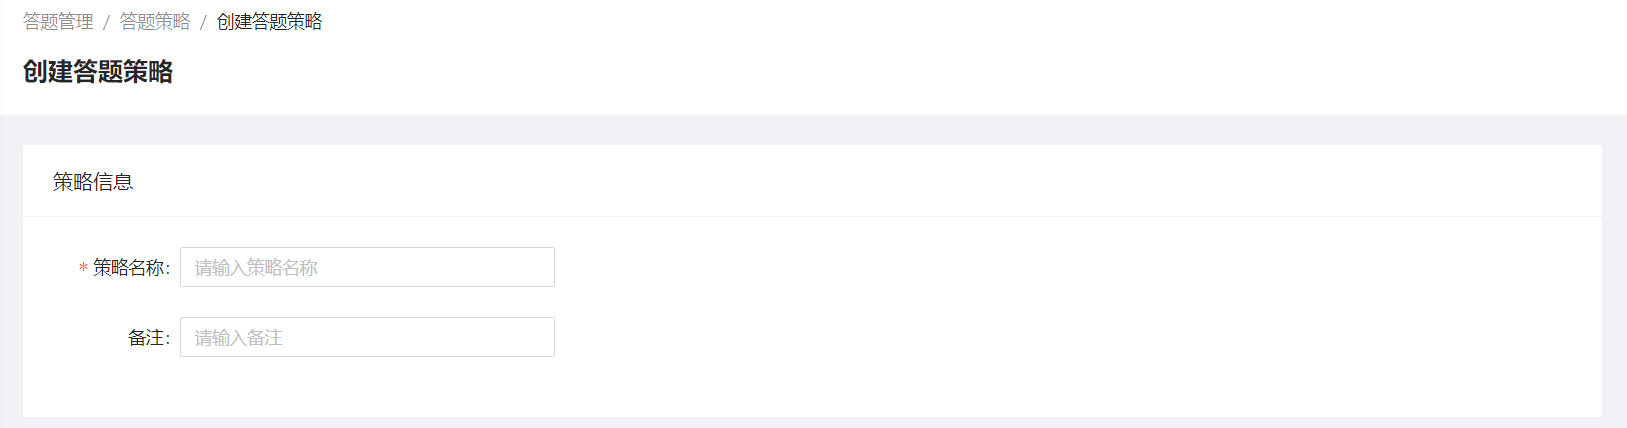 答题管理 / 答题策略 / 创建答题策略
创建答题策略
策略信息
* 策略名称: 请输入策略名称
备注: 请输入备注